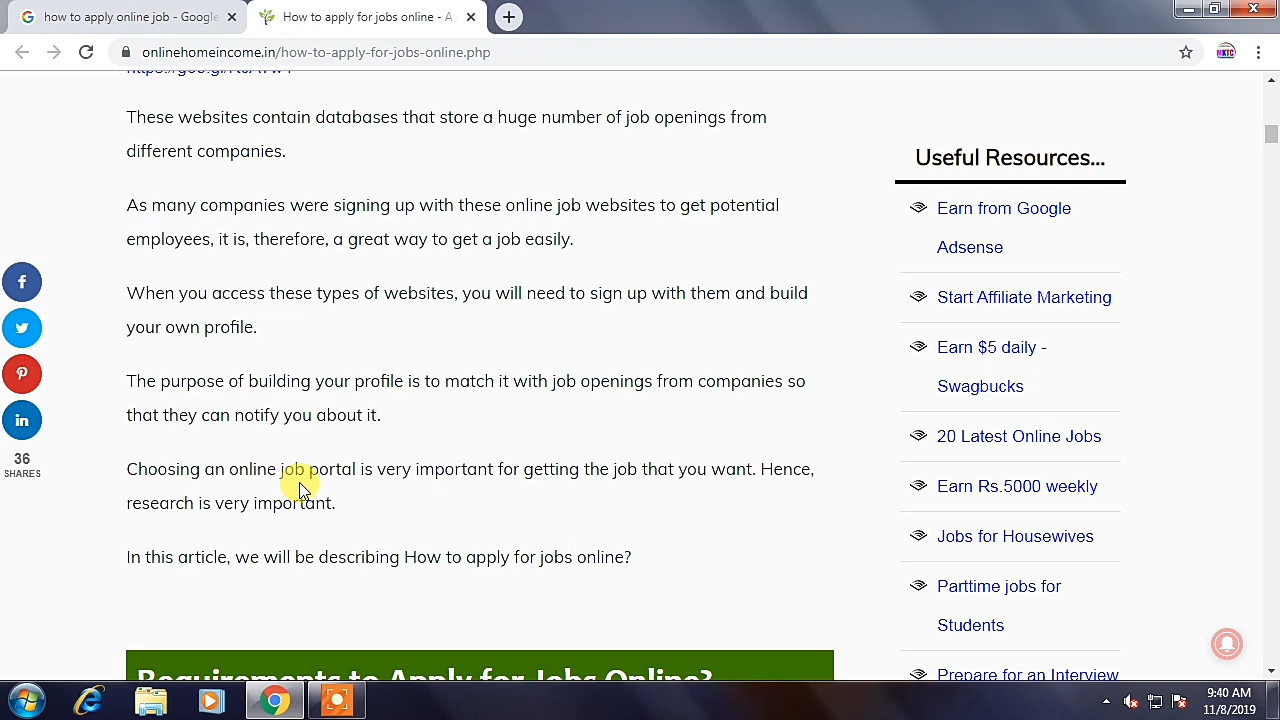 how to apply online job - Google
How to apply for jobs online - A
onlinehomeincome.in/how-to-apply-for-jobs-online.php
MKTC
These websites contain databases that store a huge number of job openings from
different companies.
As many companies were signing up with these online job websites to get potential
employees, it is, therefore, a great way to get a job easily.
When you access these types of websites, you will need to sign up with them and build
your own profile.
The purpose of building your profile is to match it with job openings from companies so
that they can notify you about it.
Choosing an online job portal is very important for getting the job that you want. Hence,
research is very important.
In this article, we will be describing How to apply for jobs online?
Requirements to Apply for Jobs Online?
36
SHARES
Useful Resources...
Earn from Google
Adsense
Start Affiliate Marketing
Earn $5 daily -
Swagbucks
20 Latest Online Jobs
Earn Rs.5000 weekly
Jobs for Housewives
Parttime jobs for
Students
Prepare for an Interview
9:40 AM
11/8/2019